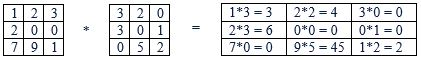 1 2 3 3 2 0 1*3 = 3 2*2 = 4 3*0 = 0
2 0 0 * 3 0 1 = 2*3 = 6 0*0 = 0 0*1 = 0
7 9 1 0 5 2 7*0 = 0 9*5 = 45 1*2 = 2